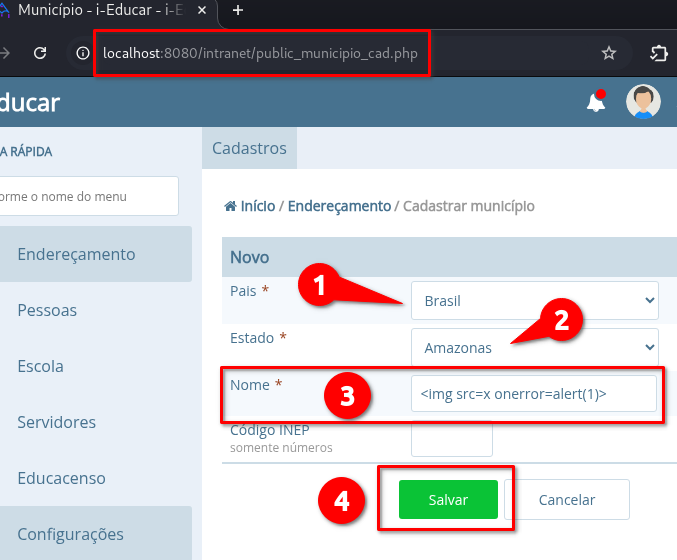 Município - i-Educar - i-E
localhost:8080/intranet/public_municipio_cad.php
ducar
A RÁPIDA
Cadastros
orme o nome do menu
Início / Endereçamento / Cadastrar município
Endereçamento
Novo
Pais *
1
Brasil
Pessoas
2
Estado *
Amazonas
Escola
Nome *
3
<img src=x onerror=alert(1)>
Servidores
Código INEP
somente números
Educacenso
4
Salvar
Cancelar
Configurações